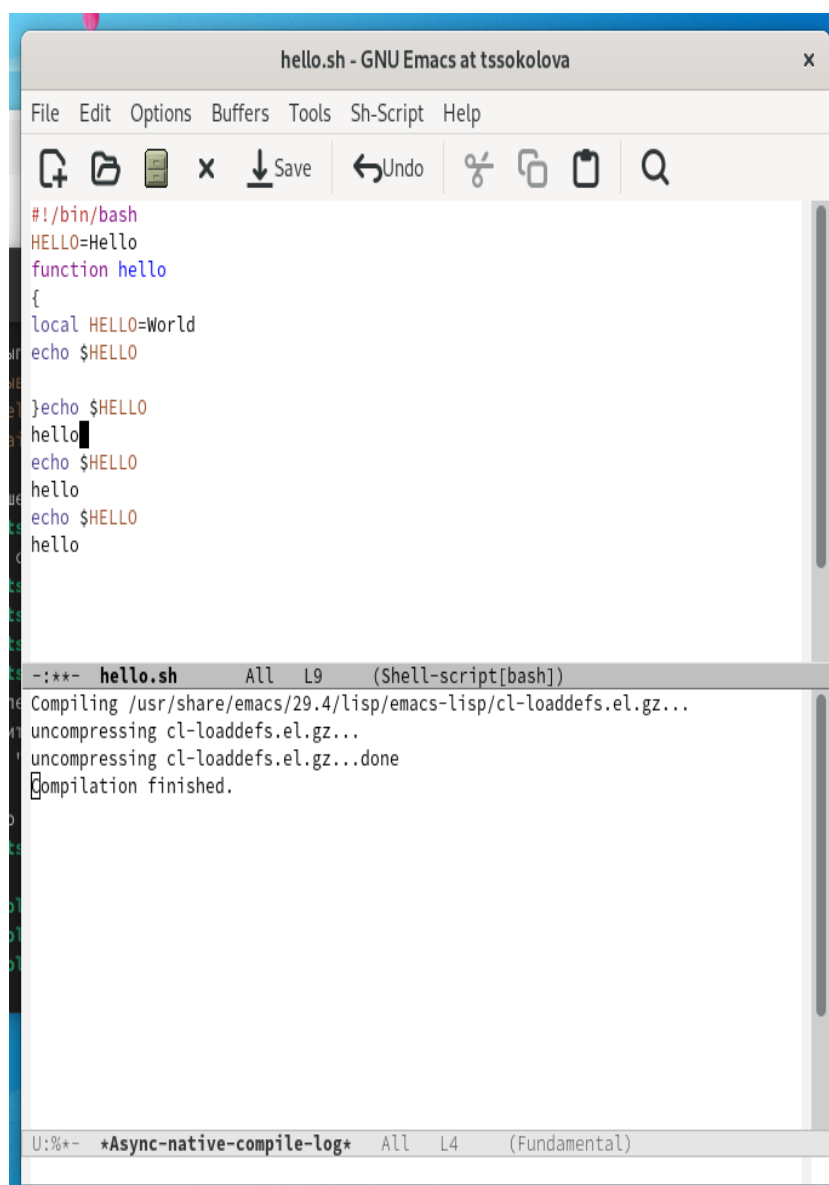 hello.sh - GNU Emacs at tssokolova
File Edit Options Buffers Tools Sh-Script Help
Save Undo
#!/bin/bash
HELLO=Hello
function hello
{
local HELLO=World
echo $HELLO
}echo $HELLO
hello
echo $HELLO
hello
echo $HELLO
hello
-:**- hello.sh All L9 (Shell-script[bash])
Compiling /usr/share/emacs/29.4/lisp/emacs-lisp/cl-loaddefs.el.gz...
uncompressing cl-loaddefs.el.gz...
uncompressing cl-loaddefs.el.gz...done
Compilation finished.
U:%*- *Async-native-compile-log* All L4 (Fundamental)